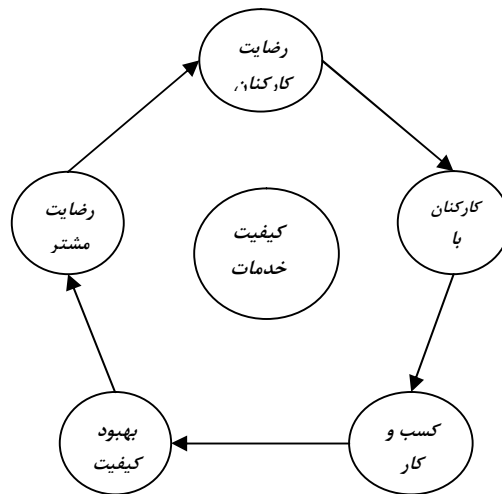 رضایت
کارکنان
کارکنان
با
کسب و
کار
بهبود
کیفیت
رضایت
مشتر
کیفیت
خدمات